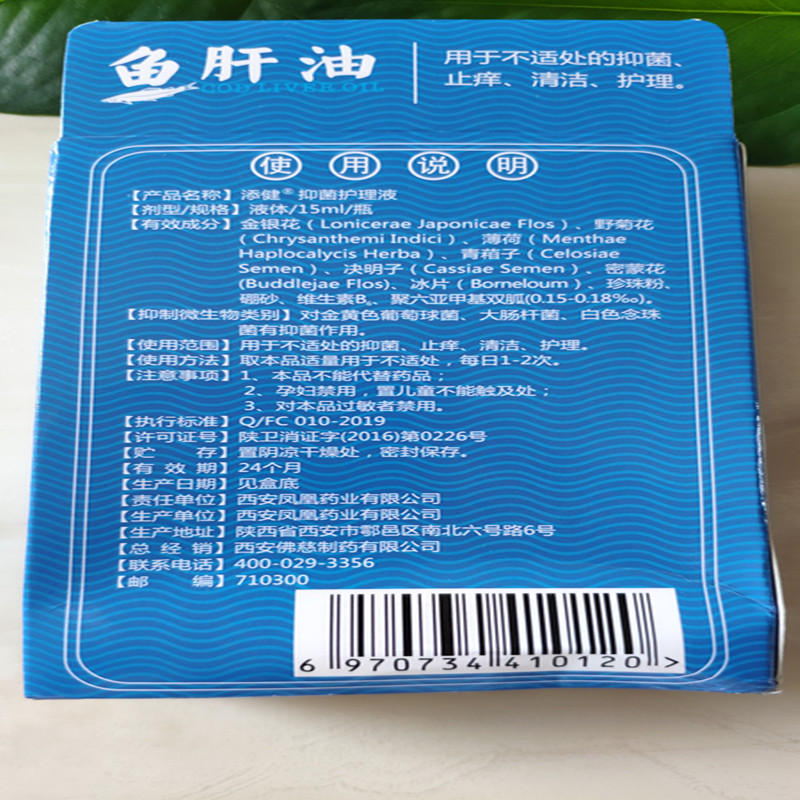 鱼肝油
COD LIVER OIL
用于不适处的抑菌、
止痒、清洁、护理。
使用说明
【产品名称】添健®抑菌护理液
【剂型/规格】液体/15ml/瓶
【有效成分】金银花（Lonicerae Japonicae Flos）、野菊花
（Chrysanthemi Indici）、薄荷（Menthae
Haplocalycis Herba）、青葙子（Celosiae
Semen）、决明子（Cassiae Semen）、密蒙花
(Buddlejae Flos)、冰片（Borneloum）、珍珠粉、
硼砂、维生素B₆、聚六亚甲基双胍(0.15-0.18‰)。
【抑制微生物类别】对金黄色葡萄球菌、大肠杆菌、白色念珠
菌有抑菌作用。
【使用范围】用于不适处的抑菌、止痒、清洁、护理。
【使用方法】取本品适量用于不适处，每日1-2次。
【注意事项】1、本品不能代替药品；
2、孕妇禁用，置儿童不能触及处；
3、对本品过敏者禁用。
【执行标准】Q/FC 010-2019
【许可证号】陕卫消证字(2016)第0226号
【贮 存】置阴凉干燥处，密封保存。
【有 效 期】24个月
【生产日期】见盒底
【责任单位】西安凤凰药业有限公司
【生产单位】西安凤凰药业有限公司
【生产地址】陕西省西安市鄠邑区南北六号路6号
【总 经 销】西安佛慈制药有限公司
【联系电话】400-029-3356
【邮 编】710300
6 970734 410120 >